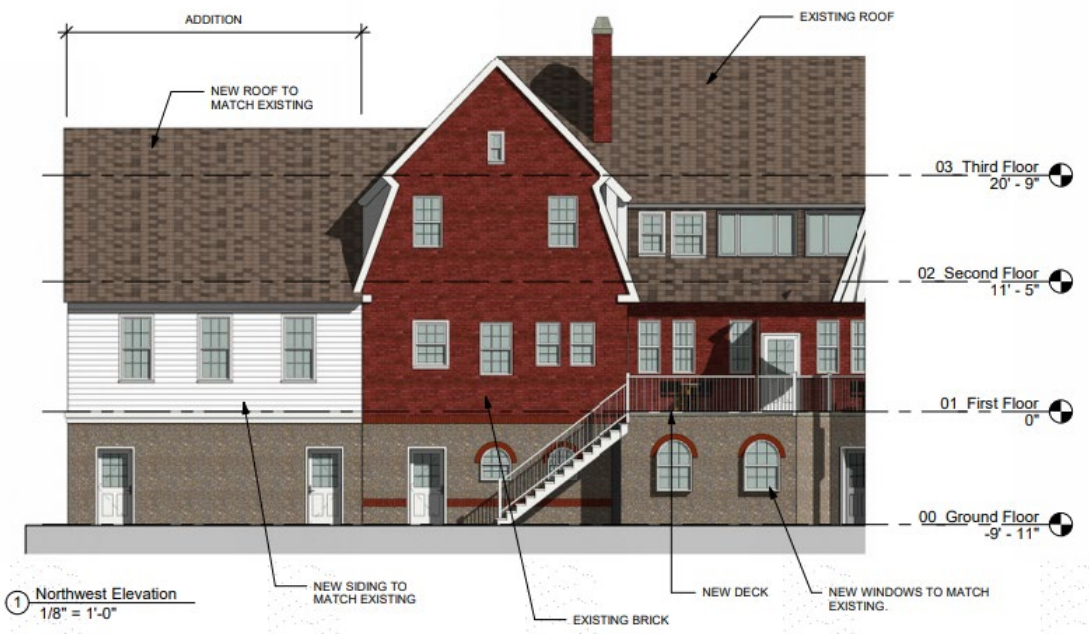 ADDITION
EXISTING ROOF
NEW ROOF TO
MATCH EXISTING
03_Third Floor
20' - 9"
02_Second Floor
11' - 5"
01_First Floor
0"
00_Ground Floor
-9' - 11"
NEW SIDING TO
MATCH EXISTING
EXISTING BRICK
NEW DECK
NEW WINDOWS TO MATCH
EXISTING.
1
Northwest Elevation
1/8" = 1'-0"